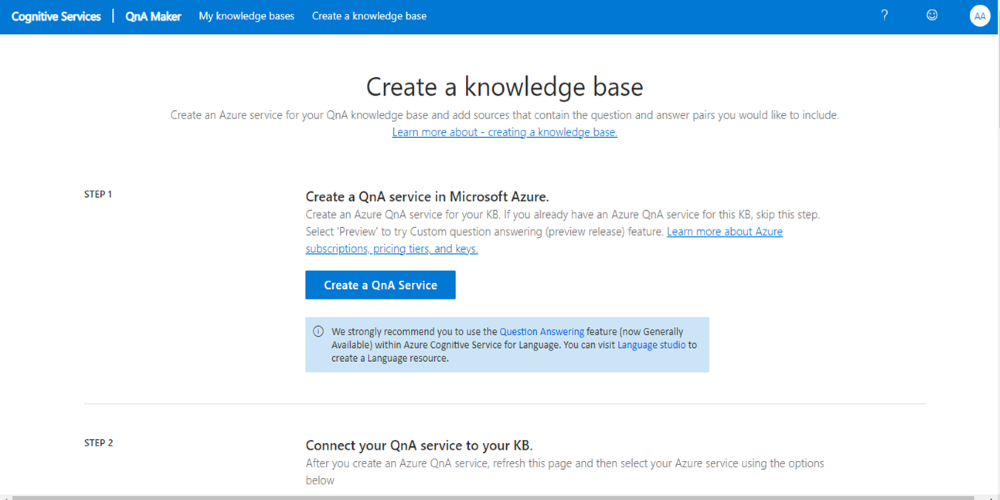 Cognitive Services | QnA Maker My knowledge bases Create a knowledge base ? AA
Create a knowledge base
Create an Azure service for your QnA knowledge base and add sources that contain the question and answer pairs you would like to include.
Learn more about - creating a knowledge base.
STEP 1
Create a QnA service in Microsoft Azure.
Create an Azure QnA service for your KB. If you already have an Azure QnA service for this KB, skip this step.
Select 'Preview' to try Custom question answering (preview release) feature. Learn more about Azure
subscriptions, pricing tiers, and keys.
Create a QnA Service
We strongly recommend you to use the Question Answering feature (now Generally
Available) within Azure Cognitive Service for Language. You can visit Language studio to
create a Language resource.
STEP 2
Connect your QnA service to your KB.
After you create an Azure QnA service, refresh this page and then select your Azure service using the options
below